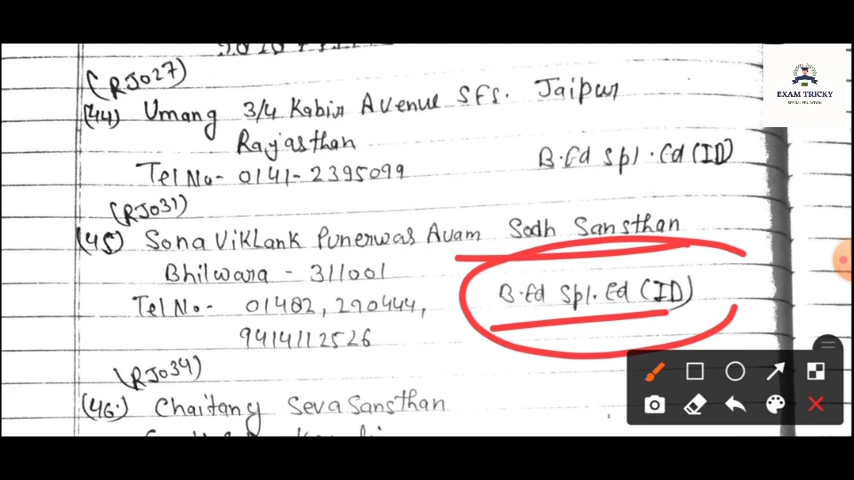 (RJ027)
(44) Umang 3/4 Kabir Avenue SFS. Jaipur
Rajasthan
Tel No- 0141-2395099
B.Ed Spl.Ed (ID)
(RJ031)
(45) Sona Viklank Punerwas Avam Sodh Sansthan
Bhilwara - 311001
B.Ed Spl.Ed (ID)
Tel No- 01482, 290444,
9414112526
(RJ034)
(46.) Chaitany Seva Sansthan
EXAM TRICKY
SPECIAL EDUCATION